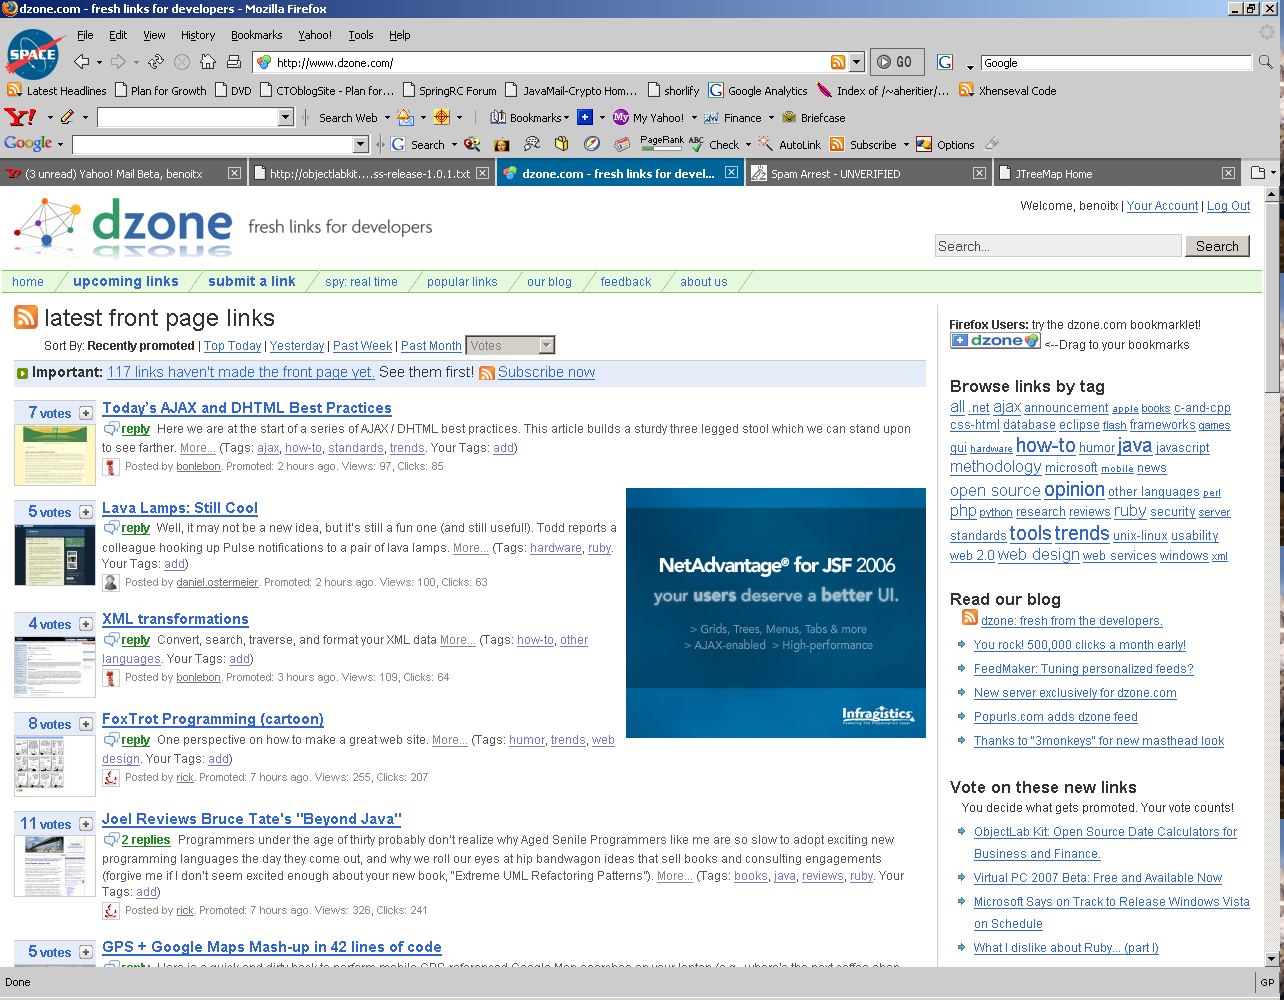 dzone.com - fresh links for developers - Mozilla Firefox
SPACE
File Edit View History Bookmarks Yahoo! Tools Help
http://www.dzone.com/
GO
G
Google
Latest Headlines Plan for Growth DVD CTOblogSite - Plan for... SpringRC Forum JavaMail-Crypto Hom... shorlify Google Analytics Index of /~aheritier/... Xhenseval Code
Y! Search Web Bookmarks My Yahoo! Finance Briefcase
Google G Search PageRank ABC Check AutoLink Subscribe Options
(3 unread) Yahoo! Mail Beta, benoitx
http://objectlabkit....ss-release-1.0.1.txt
dzone.com - fresh links for devel...
Spam Arrest - UNVERIFIED
JTreeMap Home
dzone fresh links for developers
Welcome, benoitx | Your Account | Log Out
Search... Search
home upcoming links submit a link spy: real time popular links our blog feedback about us
latest front page links
Sort By: Recently promoted | Top Today | Yesterday | Past Week | Past Month Votes
Important: 117 links haven't made the front page yet. See them first! Subscribe now
7 votes
Today's AJAX and DHTML Best Practices
reply Here we are at the start of a series of AJAX / DHTML best practices. This article builds a sturdy three legged stool which we can stand upon
to see farther. More... (Tags: ajax, how-to, standards, trends. Your Tags: add)
Posted by bonlebon. Promoted: 2 hours ago. Views: 97, Clicks: 85
5 votes
Lava Lamps: Still Cool
reply Well, it may not be a new idea, but it's still a fun one (and still useful!). Todd reports a
colleague hooking up Pulse notifications to a pair of lava lamps. More... (Tags: hardware, ruby.
Your Tags: add)
Posted by daniel.ostermeier. Promoted: 2 hours ago. Views: 100, Clicks: 63
4 votes
XML transformations
reply Convert, search, traverse, and format your XML data More... (Tags: how-to, other
languages. Your Tags: add)
Posted by bonlebon. Promoted: 3 hours ago. Views: 109, Clicks: 64
8 votes
FoxTrot Programming (cartoon)
reply One perspective on how to make a great web site. More... (Tags: humor, trends, web
design. Your Tags: add)
Posted by rick. Promoted: 7 hours ago. Views: 255, Clicks: 207
11 votes
Joel Reviews Bruce Tate's "Beyond Java"
2 replies Programmers under the age of thirty probably don't realize why Aged Senile Programmers like me are so slow to adopt exciting new
programming languages the day they come out, and why we roll our eyes at hip bandwagon ideas that sell books and consulting engagements
(forgive me if I don't seem excited enough about your new book, "Extreme UML Refactoring Patterns"). More... (Tags: books, java, reviews, ruby. Your
Tags: add)
Posted by rick. Promoted: 7 hours ago. Views: 326, Clicks: 241
5 votes
GPS + Google Maps Mash-up in 42 lines of code
reply Here is a quick and dirty hack to perform mobile GPS-referenced Google Map searches on your laptop (e.g., where's the next coffee shop
NetAdvantage® for JSF 2006
your users deserve a better UI.
> Grids, Trees, Menus, Tabs & more
> AJAX-enabled > High-performance
Infragistics
Powering The Presentation Layer
Firefox Users: try the dzone.com bookmarklet!
dzone <--Drag to your bookmarks
Browse links by tag
all .net ajax announcement apple books c-and-cpp
css-html database eclipse flash frameworks games
gui hardware how-to humor java javascript
methodology microsoft mobile news
open source opinion other languages perl
php python research reviews ruby security server
standards tools trends unix-linux usability
web 2.0 web design web services windows xml
Read our blog
dzone: fresh from the developers.
You rock! 500,000 clicks a month early!
FeedMaker: Tuning personalized feeds?
New server exclusively for dzone.com
Popurls.com adds dzone feed
Thanks to "3monkeys" for new masthead look
Vote on these new links
You decide what gets promoted. Your vote counts!
ObjectLab Kit: Open Source Date Calculators for
Business and Finance.
Virtual PC 2007 Beta: Free and Available Now
Microsoft Says on Track to Release Windows Vista
on Schedule
What I dislike about Ruby... (part I)
Done
GP